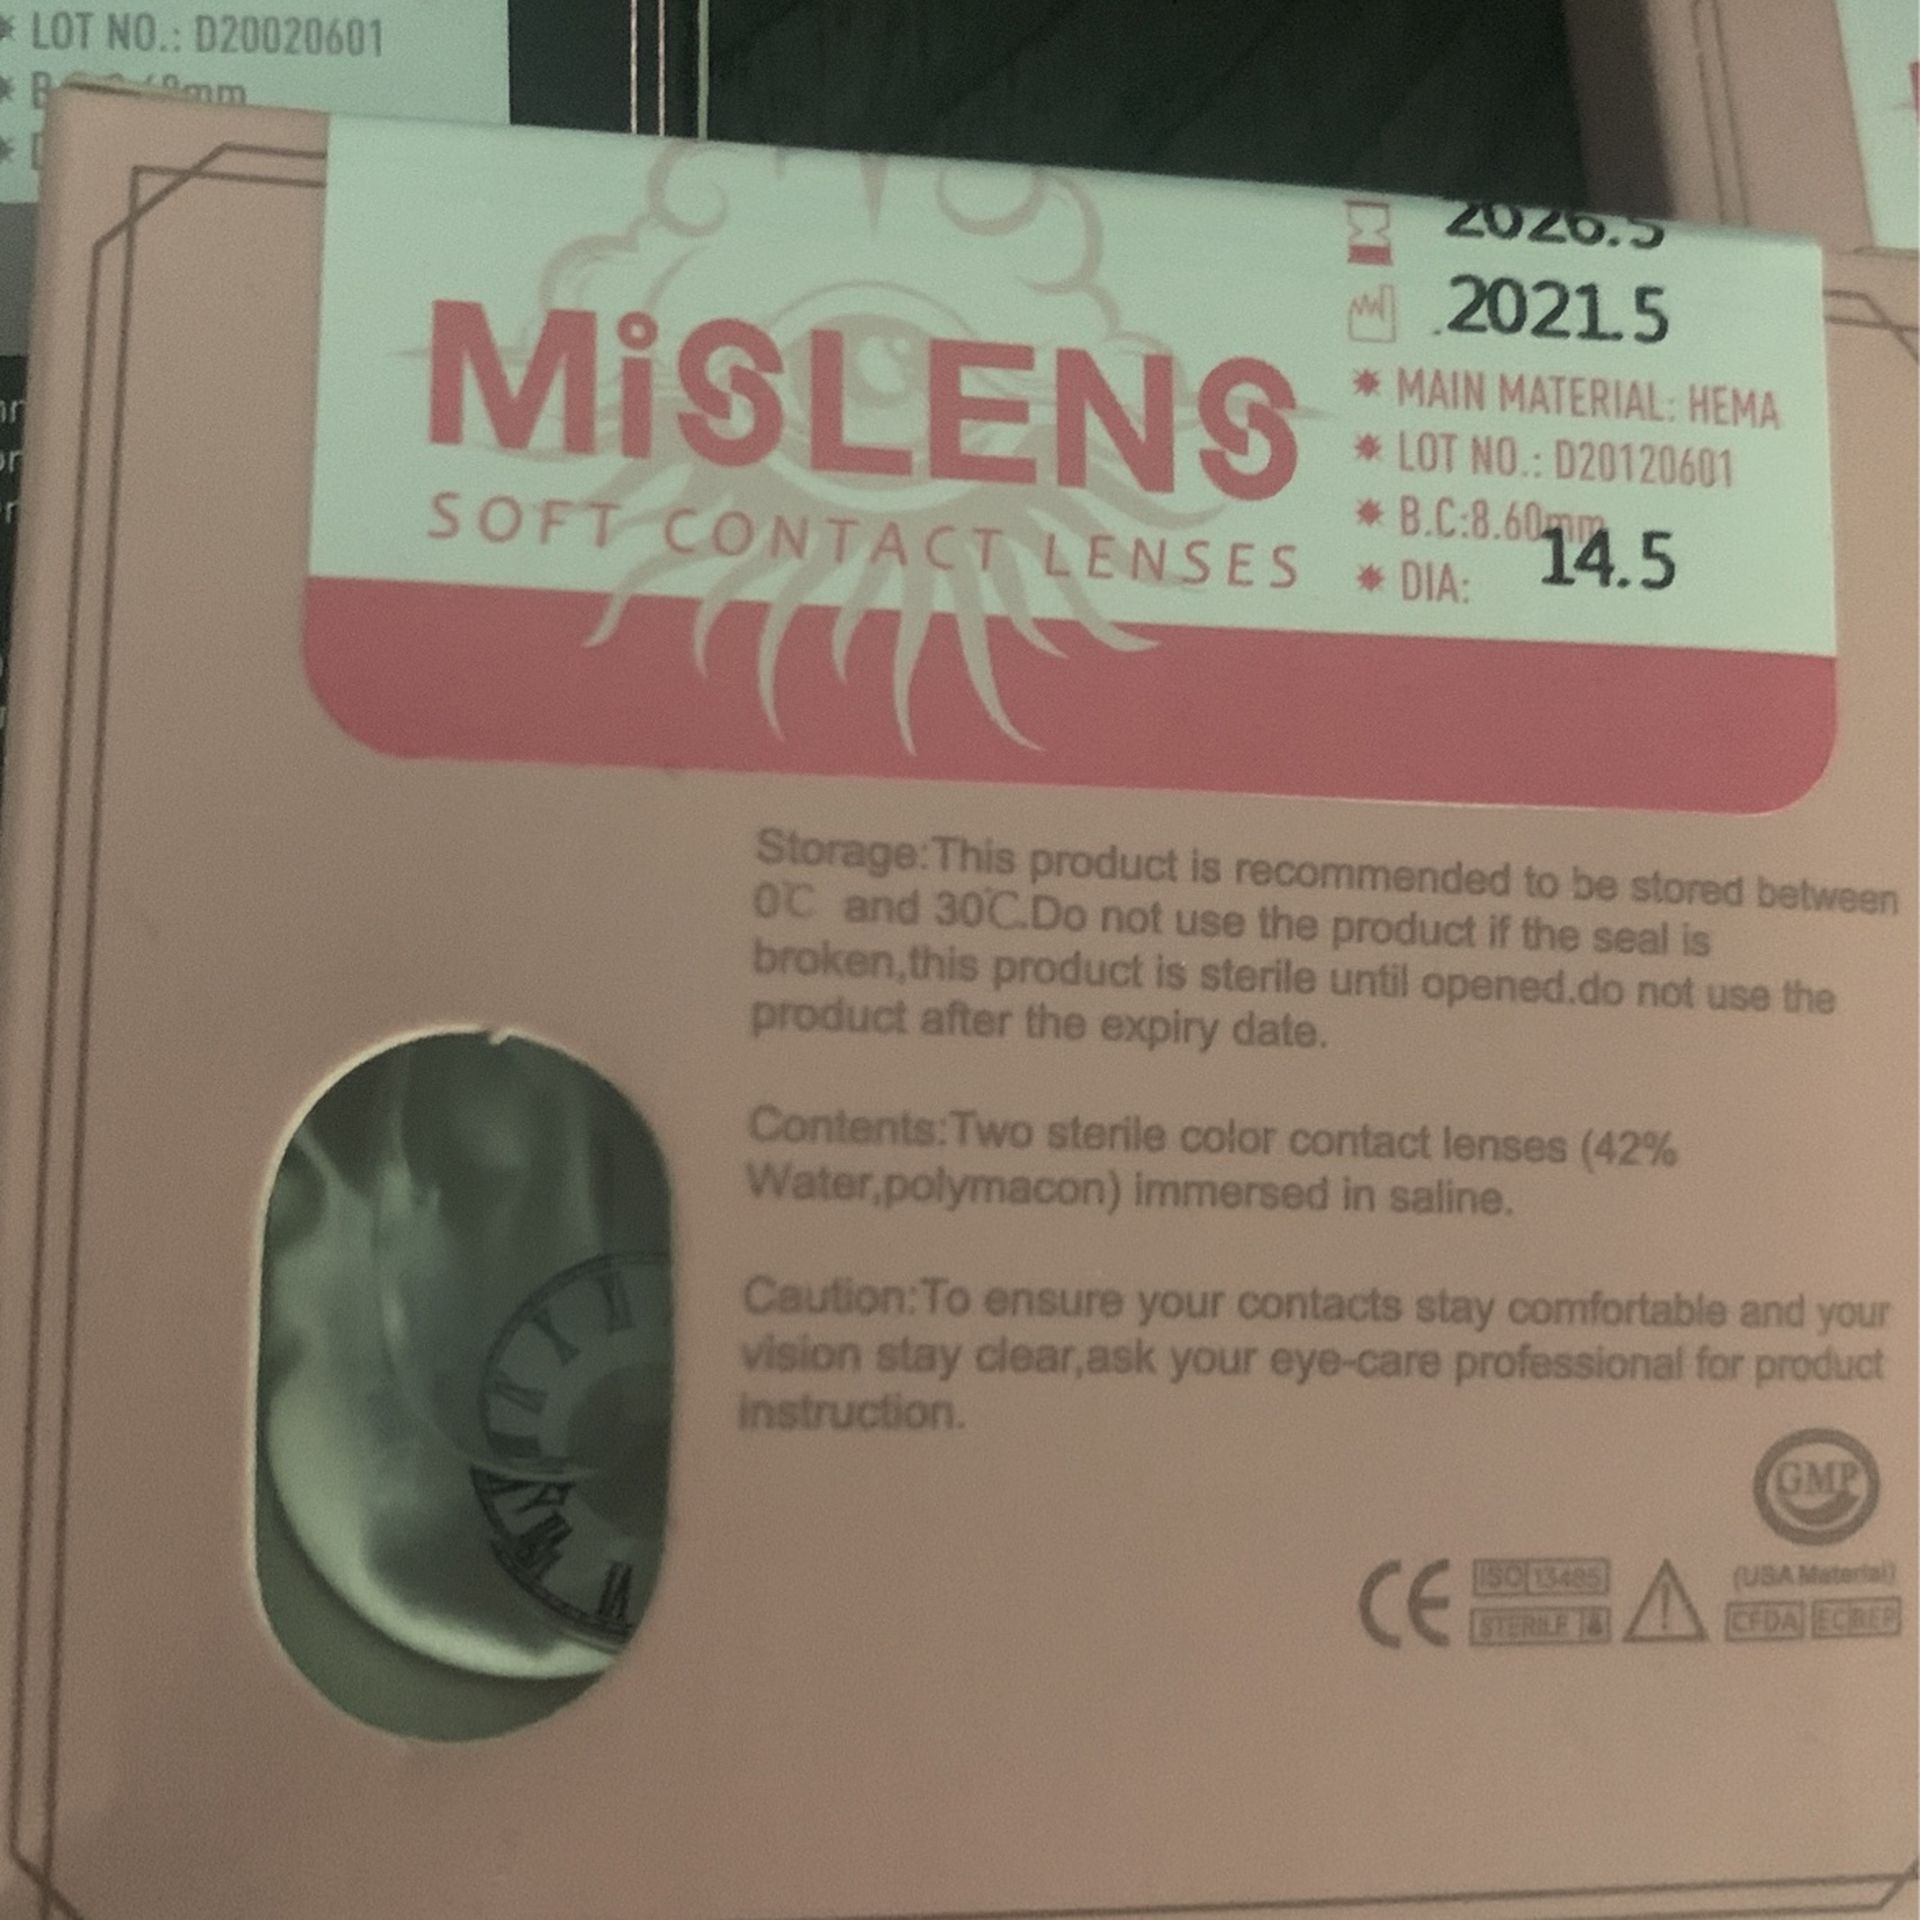 LOT NO.: D20020601
2026.5
2021.5
MiSLENS
SOFT CONTACT LENSES
MAIN MATERIAL: HEMA
LOT NO.: D20120601
B.C:8.60mm
DIA: 14.5
Storage:This product is recommended to be stored between
0℃ and 30℃.Do not use the product if the seal is
broken,this product is sterile until opened.do not use the
product after the expiry date.
Contents:Two sterile color contact lenses (42%
Water,polymacon) immersed in saline.
Caution:To ensure your contacts stay comfortable and your
vision stay clear,ask your eye-care professional for product
instruction.
GMP
CE ISO 13485 (USA Material)
STERILE CFDA EC REP